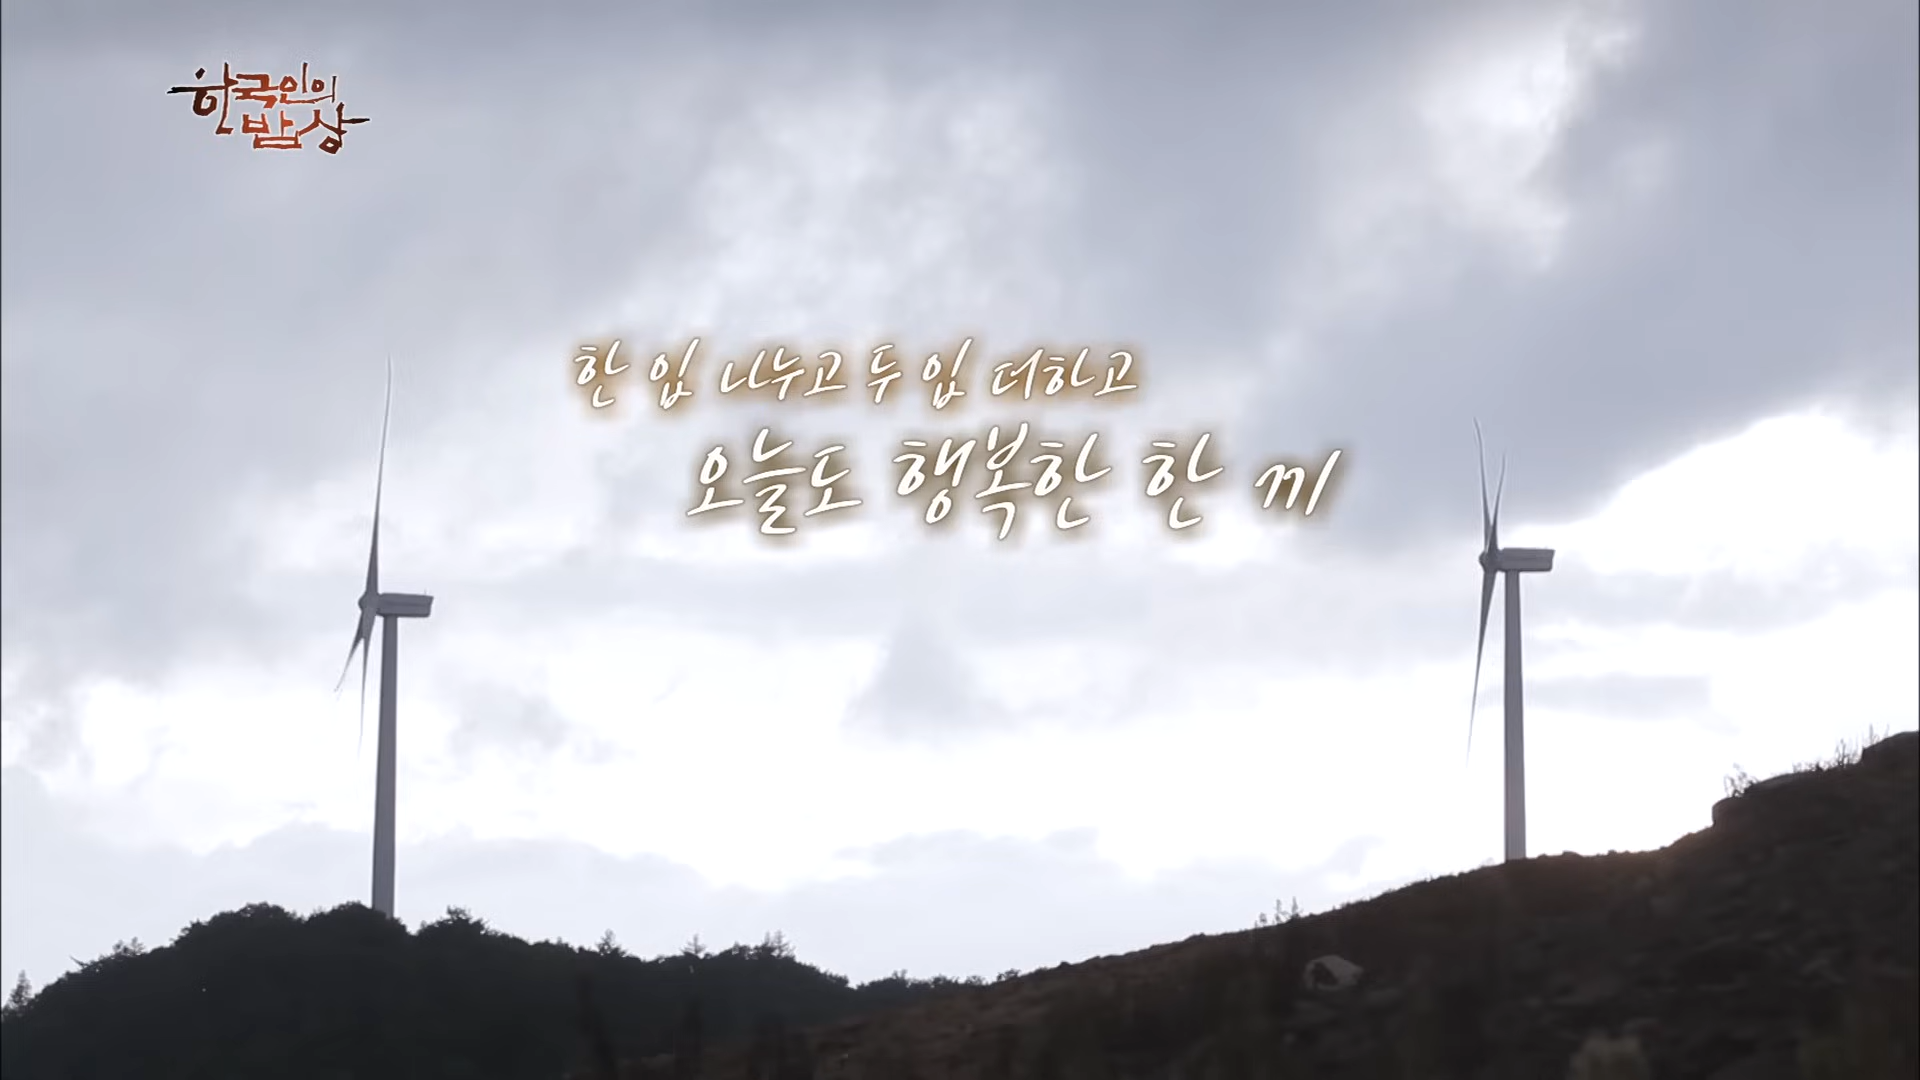 한국인의
밥상
한 입 나누고 두 입 더하고
오늘도 행복한 한 끼